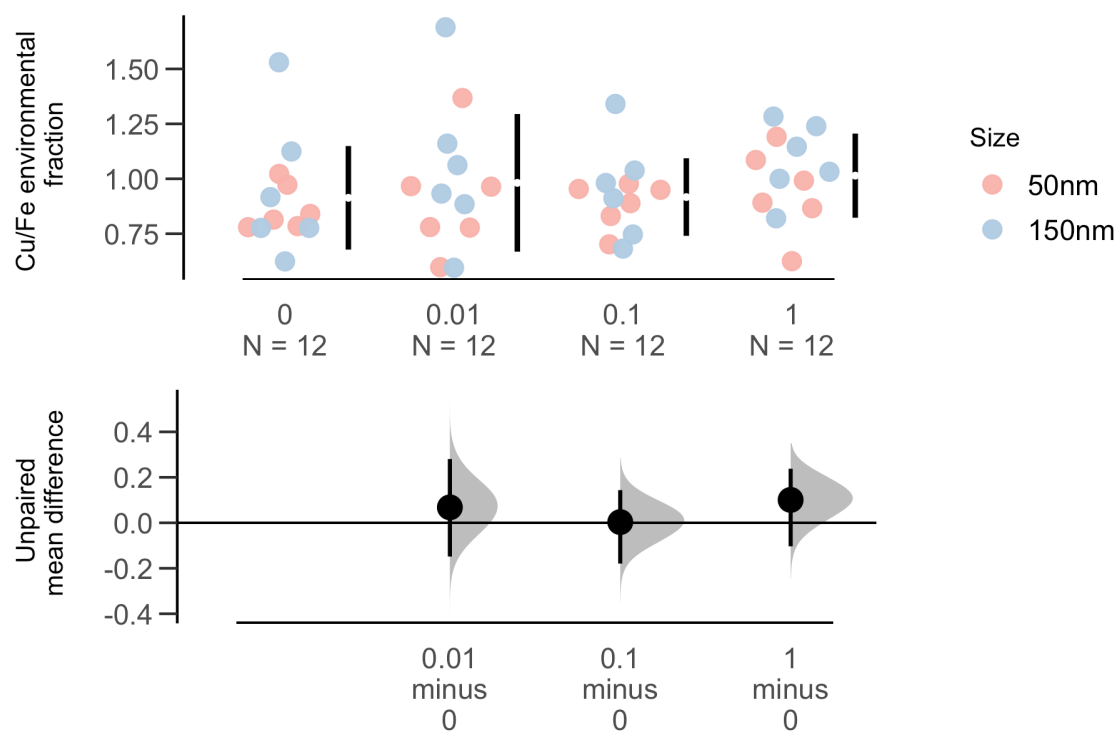 Cu/Fe environmental
fraction
1.50
1.25
1.00
0.75
0
N = 12
0.01
N = 12
0.1
N = 12
1
N = 12
Size
50nm
150nm
Unpaired
mean difference
0.4
0.2
0.0
-0.2
-0.4
0.01
minus
0
0.1
minus
0
1
minus
0